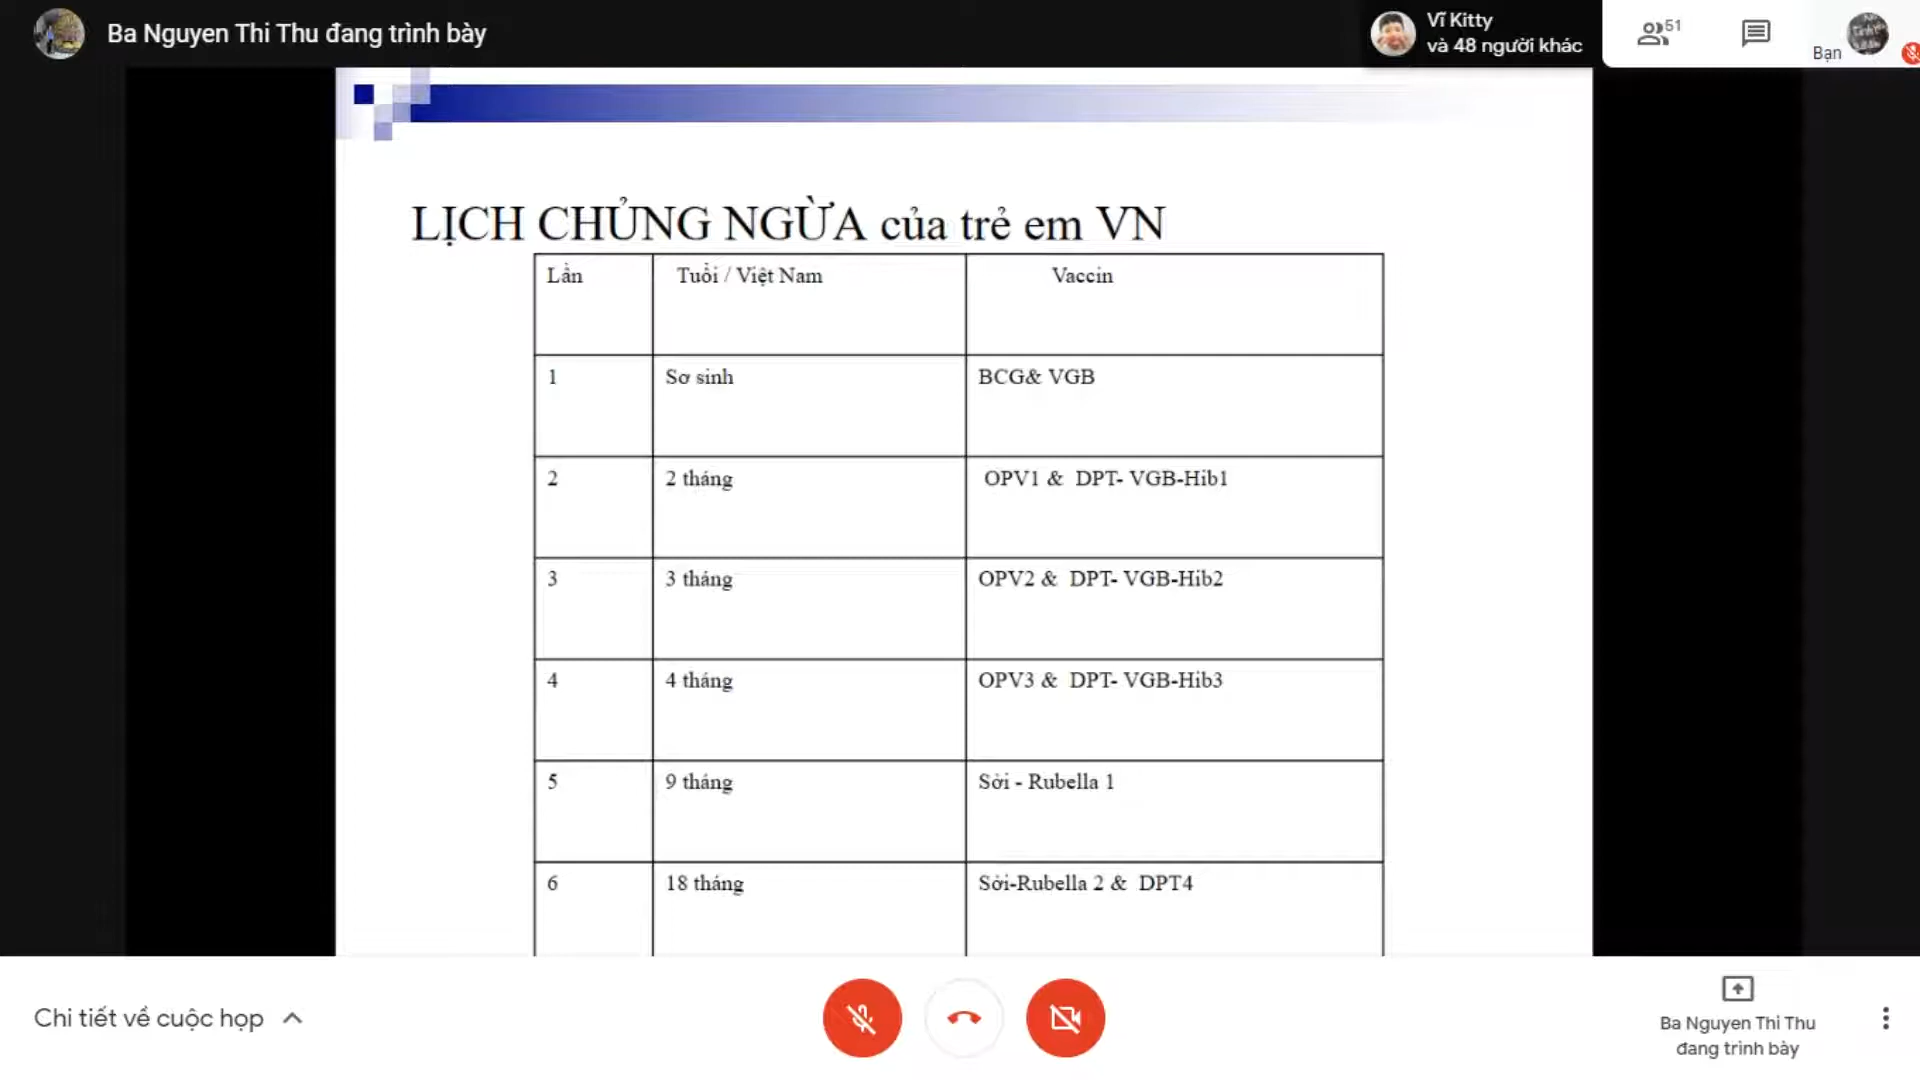 Ba Nguyen Thi Thu đang trình bày
Vĩ Kitty
và 48 người khác
51
Bạn
LỊCH CHỦNG NGỪA của trẻ em VN
Lần Tuổi / Việt Nam Vaccin
1 Sơ sinh BCG& VGB
2 2 tháng OPV1 & DPT- VGB-Hib1
3 3 tháng OPV2 & DPT- VGB-Hib2
4 4 tháng OPV3 & DPT- VGB-Hib3
5 9 tháng Sởi - Rubella 1
6 18 tháng Sởi-Rubella 2 & DPT4
Chi tiết về cuộc họp
Ba Nguyen Thi Thu
đang trình bày